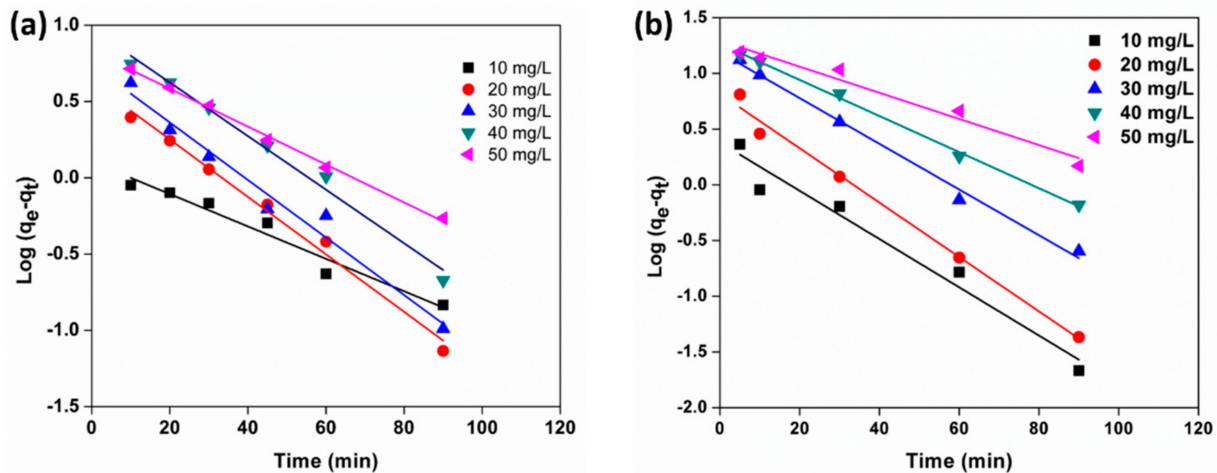 (a)
1.0
0.5
0.0
-0.5
-1.0
-1.5
Log (qe-qt)
0 20 40 60 80 100 120
Time (min)
10 mg/L
20 mg/L
30 mg/L
40 mg/L
50 mg/L
(b)
1.5
1.0
0.5
0.0
-0.5
-1.0
-1.5
-2.0
Log (qe-qt)
0 20 40 60 80 100 120
Time (min)
10 mg/L
20 mg/L
30 mg/L
40 mg/L
50 mg/L